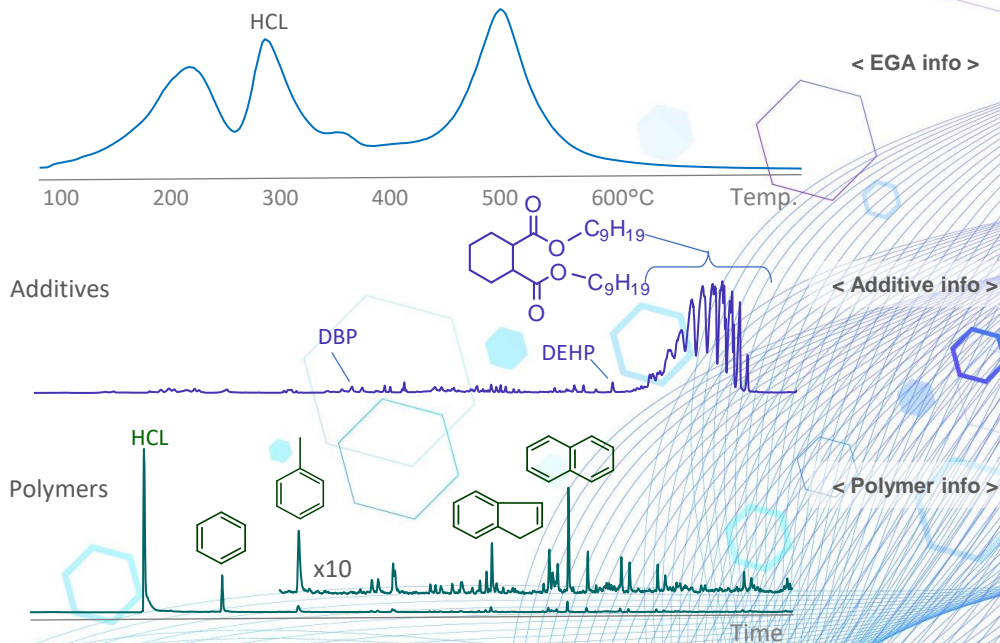 HCL
< EGA info >
100 200 300 400 500 600°C Temp.
O
O
C₉H₁₉
O
C₉H₁₉
O
Additives
< Additive info >
DBP
DEHP
HCL
Polymers
< Polymer info >
x10
Time